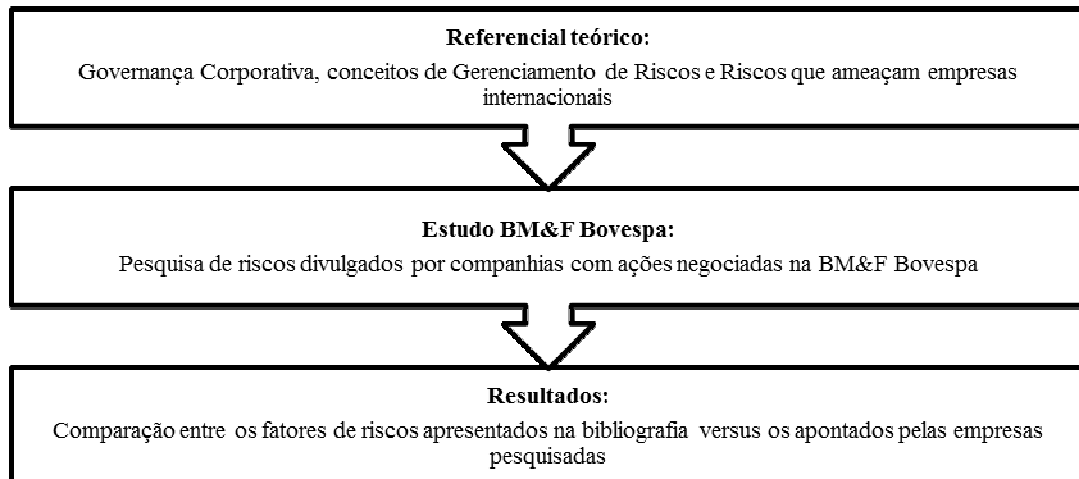 Referencial teórico:
Governança Corporativa, conceitos de Gerenciamento de Riscos e Riscos que ameaçam empresas
internacionais
Estudo BM&F Bovespa:
Pesquisa de riscos divulgados por companhias com ações negociadas na BM&F Bovespa
Resultados:
Comparação entre os fatores de riscos apresentados na bibliografia versus os apontados pelas empresas
pesquisadas